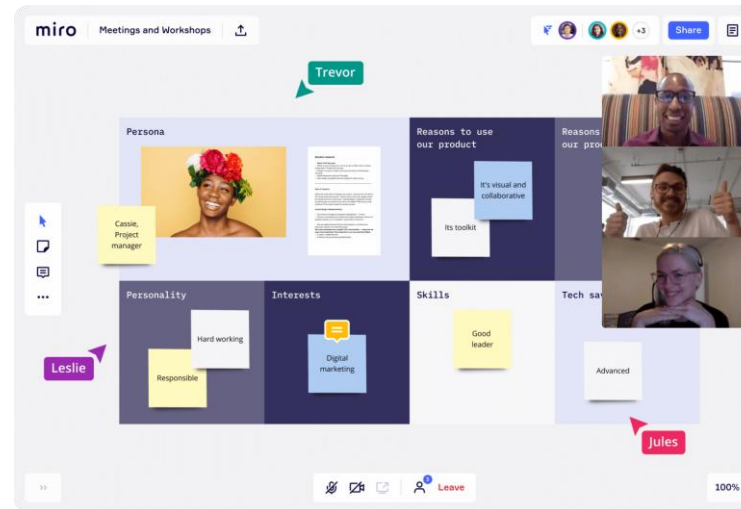 miro
Meetings and Workshops
+3
Share
Trevor
Persona
Reasons to use
our product
Reasons
our pro
It's visual and
collaborative
Its toolkit
Cassie,
Project
manager
Personality
Interests
Skills
Tech sa
Hard working
Responsible
Digital
marketing
Good
leader
Advanced
Leslie
Jules
3
Leave
100%